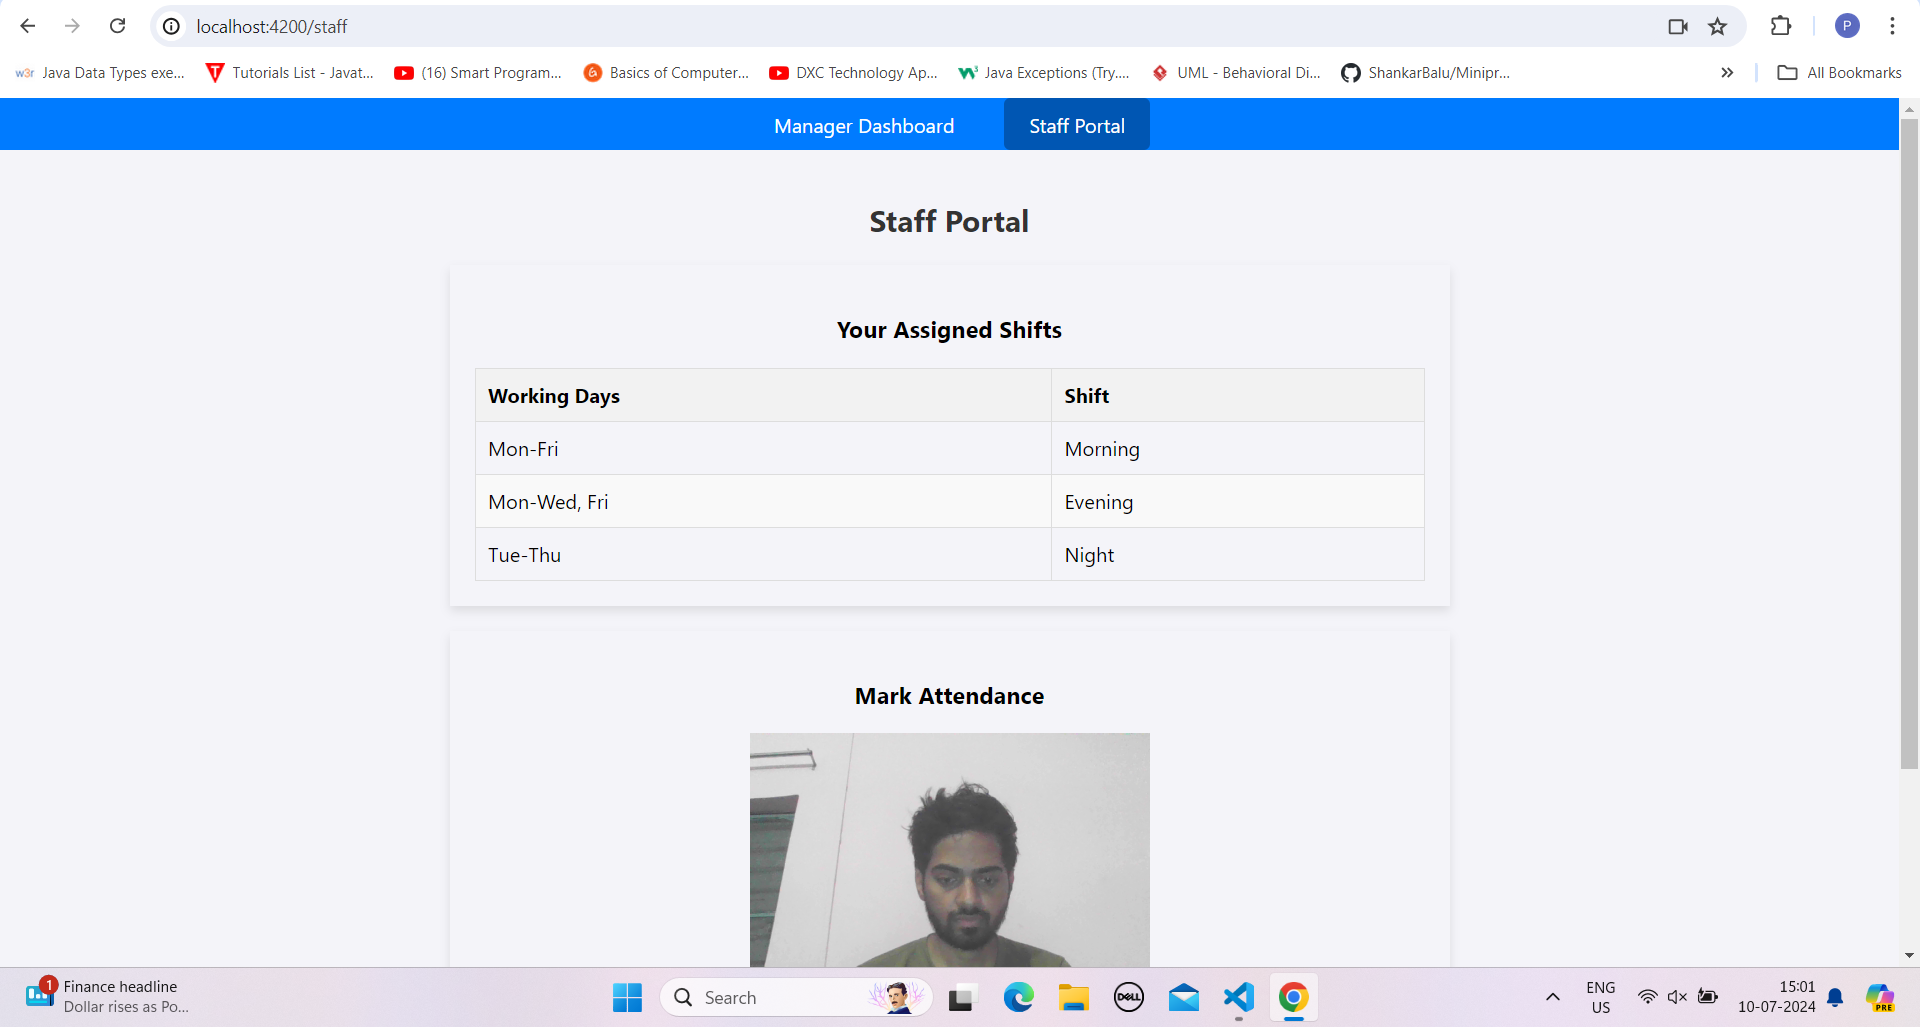 localhost:4200/staff
P
w3r Java Data Types exe...
Tutorials List - Javat...
(16) Smart Program...
Basics of Computer...
DXC Technology Ap...
Java Exceptions (Try....
UML - Behavioral Di...
ShankarBalu/Minipr...
»
All Bookmarks
Manager Dashboard
Staff Portal
Staff Portal
Your Assigned Shifts
Working Days Shift
Mon-Fri Morning
Mon-Wed, Fri Evening
Tue-Thu Night
Mark Attendance
1
Finance headline
Dollar rises as Po...
Search
DELL
ENG
US
15:01
10-07-2024
PRE